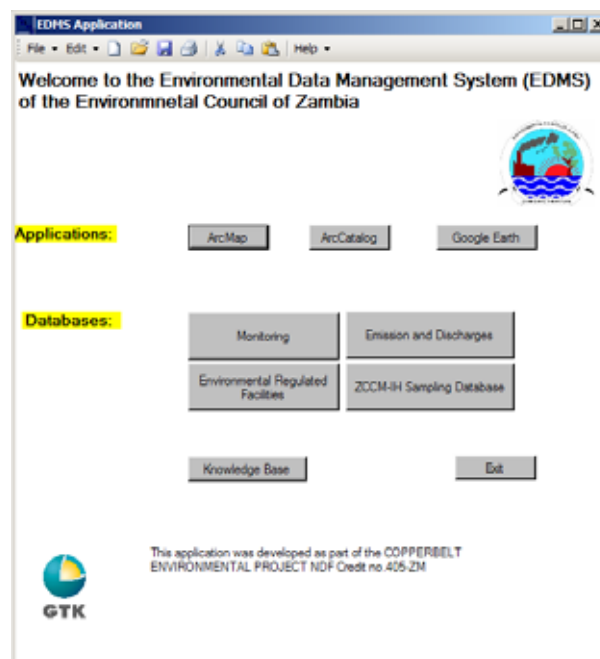 EDMS Application
File Edit Help
Welcome to the Environmental Data Management System (EDMS)
of the Environmnetal Council of Zambia
Applications:
ArcMap ArcCatalog Google Earth
Databases:
Monitoring Emission and Discharges
Environmental Regulated
Facilities
ZCCM-IH Sampling Database
Knowledge Base Exit
This application was developed as part of the COPPERBELT
ENVIRONMENTAL PROJECT NDF Credit no.405-ZM
GTK